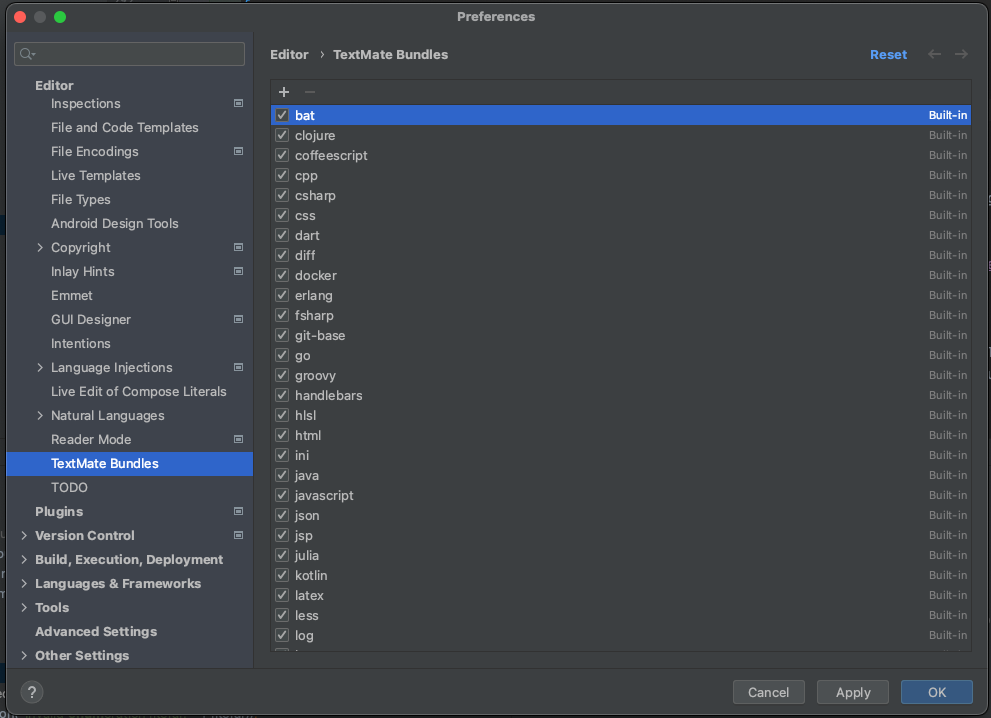 Preferences
Editor
Inspections
File and Code Templates
File Encodings
Live Templates
File Types
Android Design Tools
Copyright
Inlay Hints
Emmet
GUI Designer
Intentions
Language Injections
Live Edit of Compose Literals
Natural Languages
Reader Mode
TextMate Bundles
TODO
Plugins
Version Control
Build, Execution, Deployment
Languages & Frameworks
Tools
Advanced Settings
Other Settings
Editor › TextMate Bundles
Reset
bat Built-in
clojure Built-in
coffeescript Built-in
cpp Built-in
csharp Built-in
css Built-in
dart Built-in
diff Built-in
docker Built-in
erlang Built-in
fsharp Built-in
git-base Built-in
go Built-in
groovy Built-in
handlebars Built-in
hlsl Built-in
html Built-in
ini Built-in
java Built-in
javascript Built-in
json Built-in
jsp Built-in
julia Built-in
kotlin Built-in
latex Built-in
less Built-in
log Built-in
?
Cancel
Apply
OK